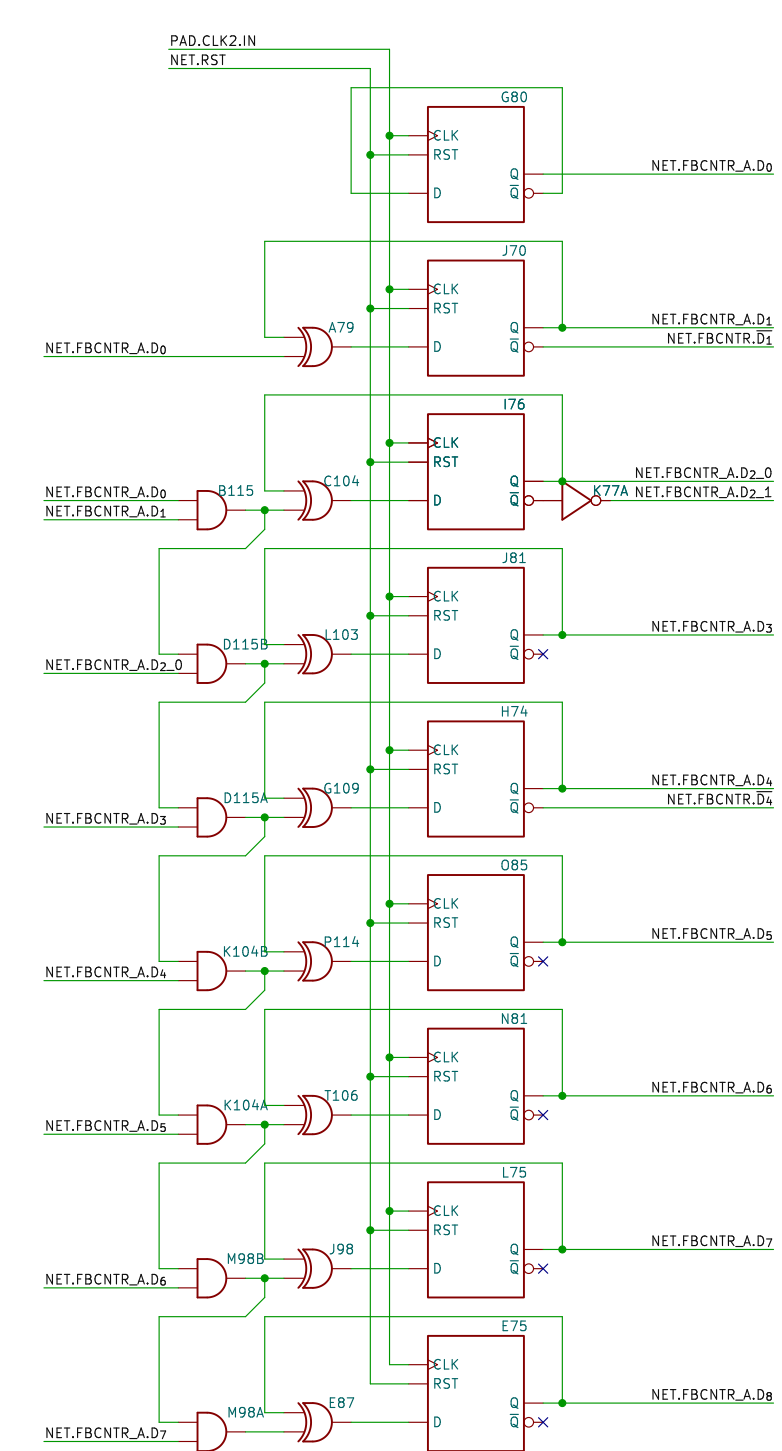 PAD.CLK2.IN
NET.RST
G80
CLK
RST
Q
NET.FBCNTR_A.D₀
D
Q̅
J70
CLK
RST
A79
Q
NET.FBCNTR_A.D₁
NET.FBCNTR_A.D₀
D
Q̅
NET.FBCNTR.D̅₁̅
I76
CLK
RST
C104
Q
NET.FBCNTR_A.D₂_0
NET.FBCNTR_A.D₀
B115
D
Q̅
K77A
NET.FBCNTR_A.D₂_1
NET.FBCNTR_A.D₁
J81
CLK
RST
Q
NET.FBCNTR_A.D₃
D115B
L103
D
Q̅
NET.FBCNTR_A.D₂_0
H74
CLK
RST
Q
NET.FBCNTR_A.D₄
D115A
G109
D
Q̅
NET.FBCNTR.D̅₄̅
NET.FBCNTR_A.D₃
O85
CLK
RST
Q
NET.FBCNTR_A.D₅
K104B
P114
D
Q̅
NET.FBCNTR_A.D₄
N81
CLK
RST
Q
NET.FBCNTR_A.D₆
K104A
T106
D
Q̅
NET.FBCNTR_A.D₅
L75
CLK
RST
Q
NET.FBCNTR_A.D₇
M98B
J98
D
Q̅
NET.FBCNTR_A.D₆
E75
CLK
RST
Q
NET.FBCNTR_A.D₈
M98A
E87
D
Q̅
NET.FBCNTR_A.D₇